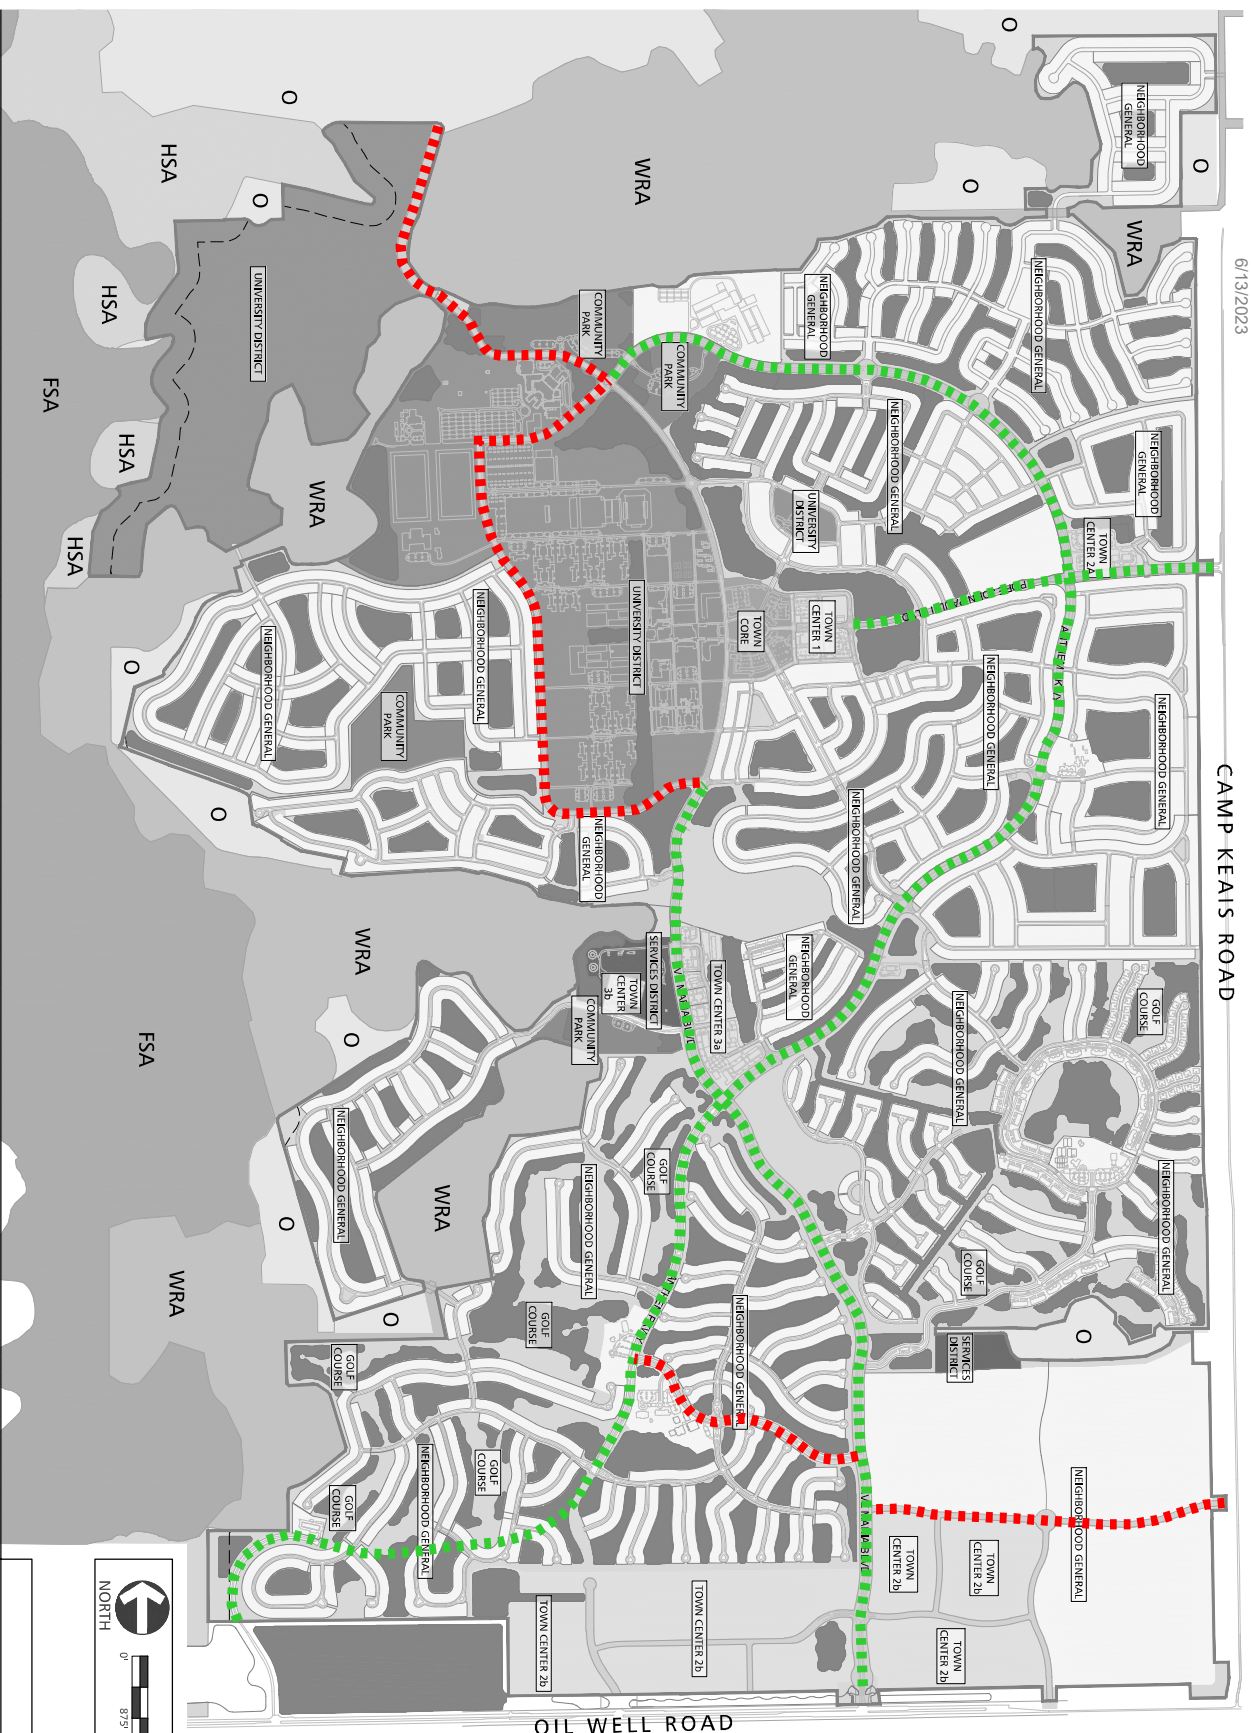 6/13/2023
O
NEIGHBORHOOD
GENERAL
O
O
HSA
WRA
O
O
WRA
HSA
UNIVERSITY DISTRICT
COMMUNITY
PARK
NEIGHBORHOOD
GENERAL
NEIGHBORHOOD GENERAL
COMMUNITY
PARK
FSA
HSA
WRA
NEIGHBORHOOD GENERAL
NEIGHBORHOOD
GENERAL
UNIVERSITY
DISTRICT
TOWN
CENTER 2A
HSA
NEIGHBORHOOD GENERAL
UNIVERSITY DISTRICT
TOWN
CORE
TOWN
CENTER 1
O
NEIGHBORHOOD GENERAL
COMMUNITY
PARK
NEIGHBORHOOD GENERAL
NEIGHBORHOOD GENERAL
CAMP KEAIS ROAD
O
NEIGHBORHOOD
GENERAL
NEIGHBORHOOD GENERAL
WRA
SERVICES DISTRICT
TOWN
CENTER
3b
COMMUNITY
PARK
TOWN CENTER 3a
NEIGHBORHOOD
GENERAL
NEIGHBORHOOD GENERAL
GOLF
COURSE
FSA
O
NEIGHBORHOOD GENERAL
WRA
O
GOLF
COURSE
NEIGHBORHOOD GENERAL
NEIGHBORHOOD GENERAL
GOLF
COURSE
WRA
O
GOLF
COURSE
NEIGHBORHOOD GENERAL
SERVICES
DISTRICT
O
GOLF
COURSE
NEIGHBORHOOD GENERAL
GOLF
COURSE
GOLF
COURSE
NEIGHBORHOOD GENERAL
TOWN
CENTER 2b
TOWN
CENTER 2b
TOWN CENTER 2b
TOWN CENTER 2b
TOWN
CENTER 2b
NORTH
0'
875'
OIL WELL ROAD